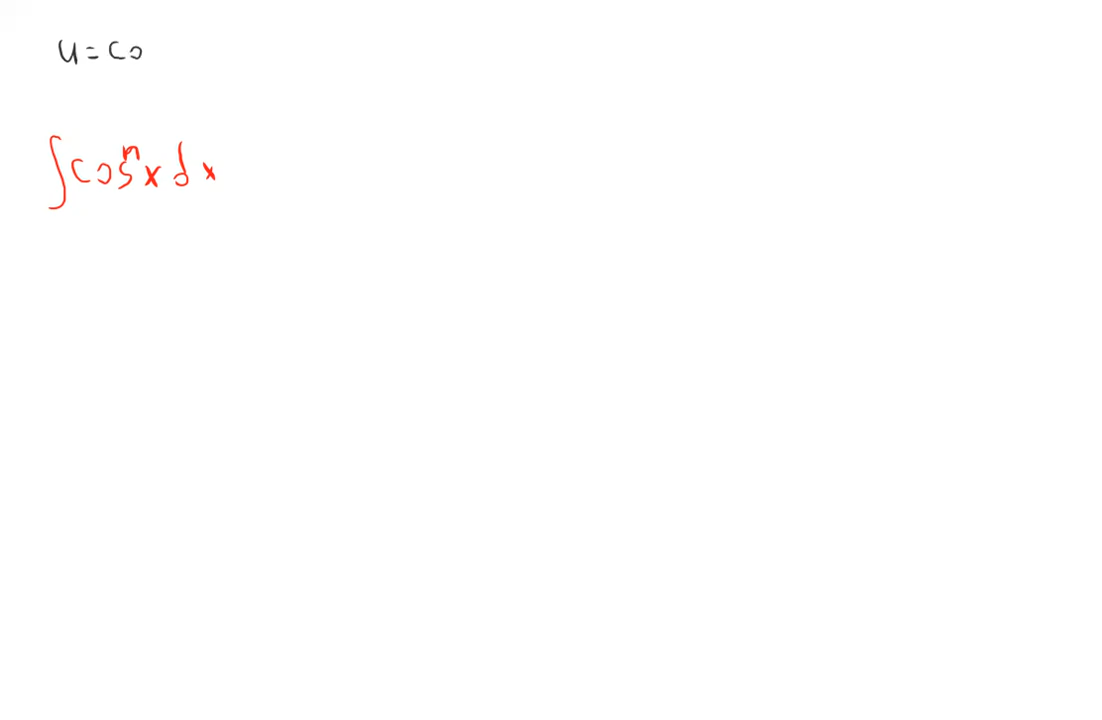 u = co
∫cosⁿx dx